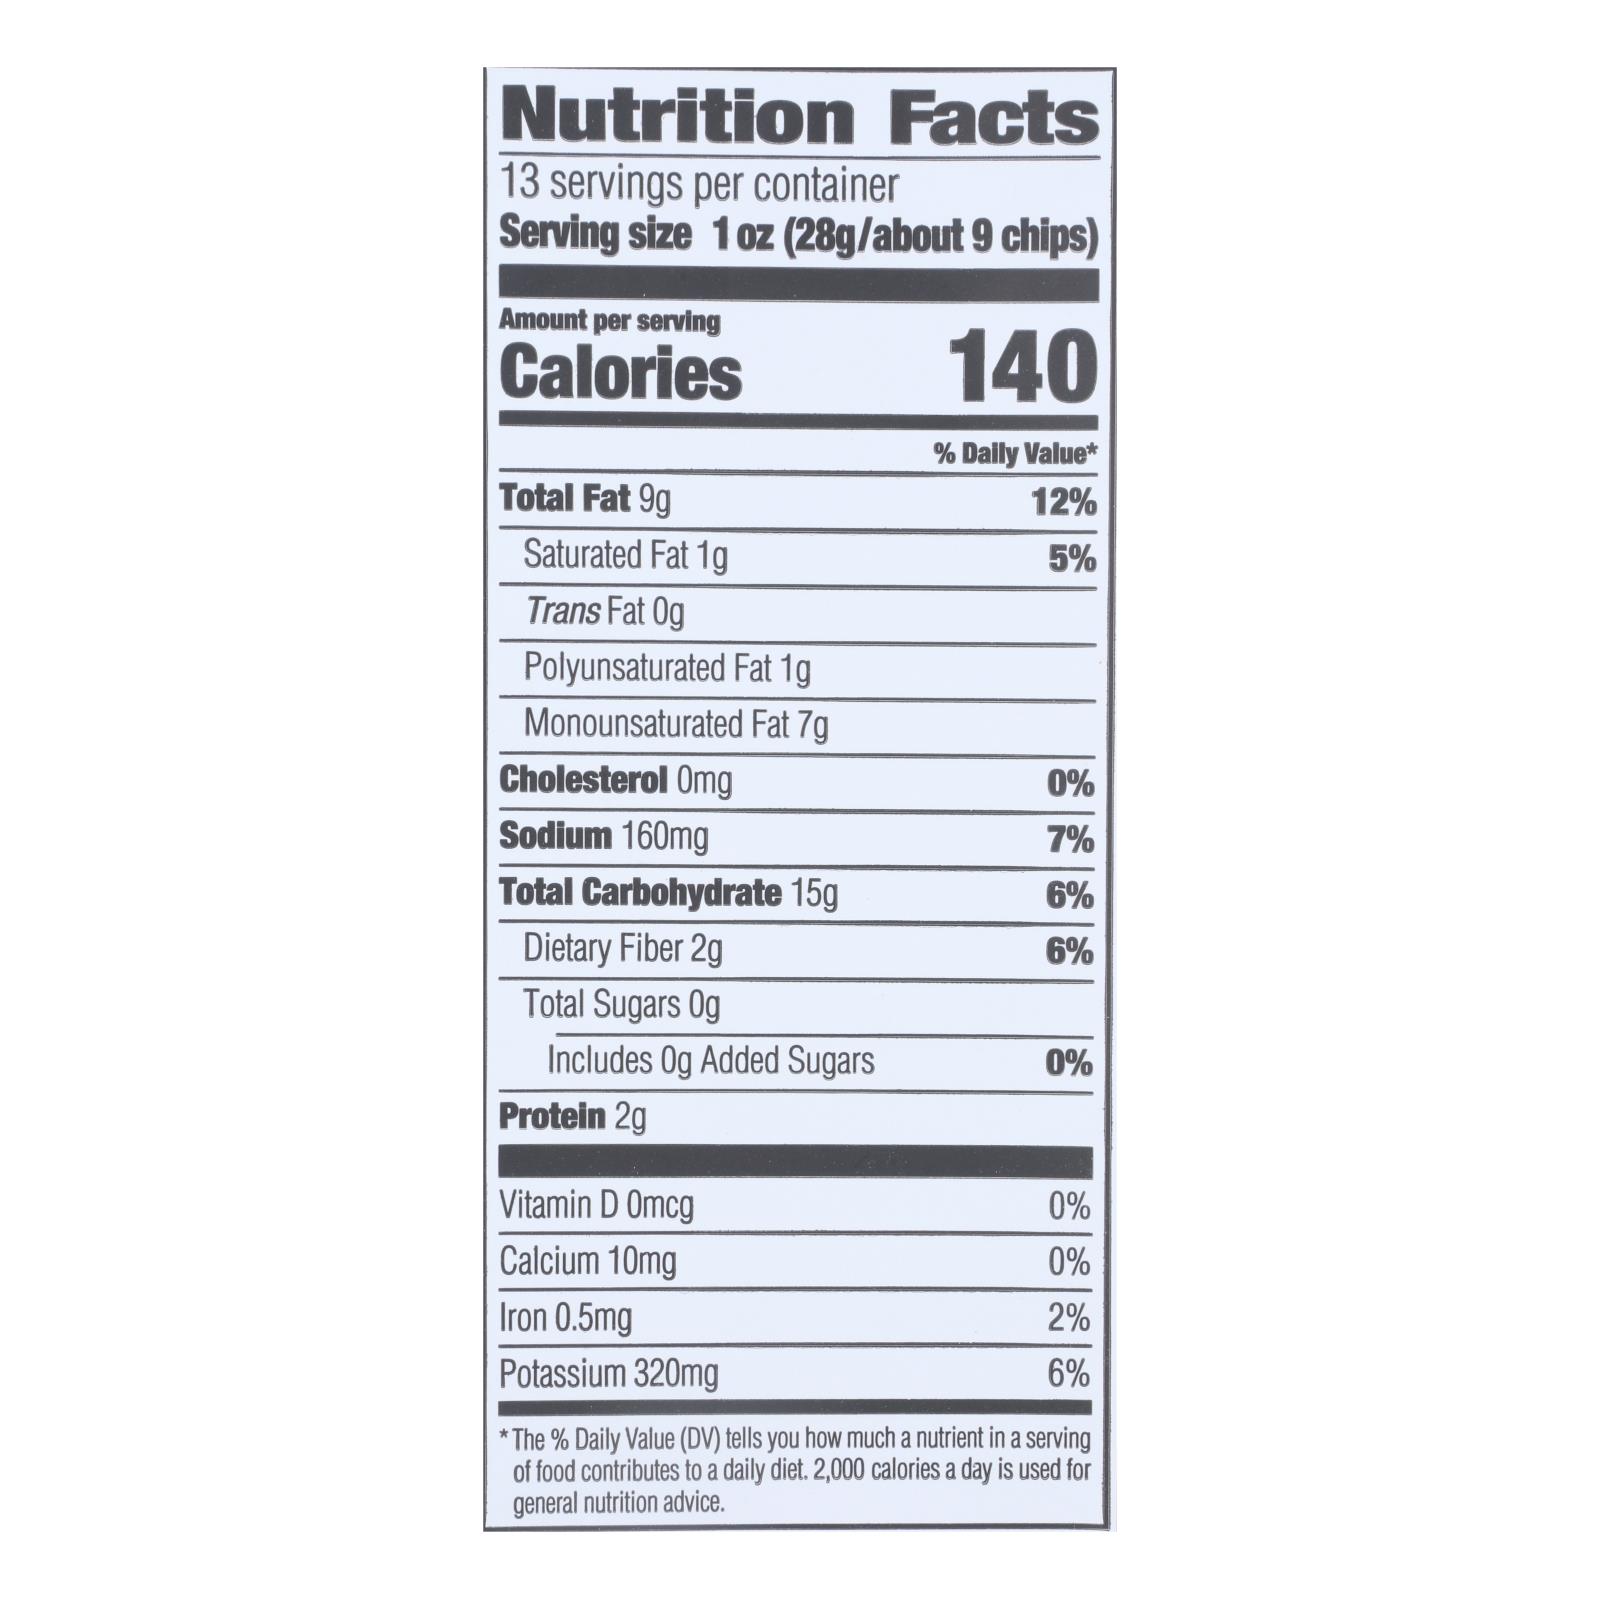 Nutrition Facts
13 servings per container
Serving size 1 oz (28g/about 9 chips)
Amount per serving
Calories 140
% Daily Value*
Total Fat 9g 12%
Saturated Fat 1g 5%
Trans Fat 0g
Polyunsaturated Fat 1g
Monounsaturated Fat 7g
Cholesterol 0mg 0%
Sodium 160mg 7%
Total Carbohydrate 15g 6%
Dietary Fiber 2g 6%
Total Sugars 0g
Includes 0g Added Sugars 0%
Protein 2g
Vitamin D 0mcg 0%
Calcium 10mg 0%
Iron 0.5mg 2%
Potassium 320mg 6%
* The % Daily Value (DV) tells you how much a nutrient in a serving
of food contributes to a daily diet. 2,000 calories a day is used for
general nutrition advice.